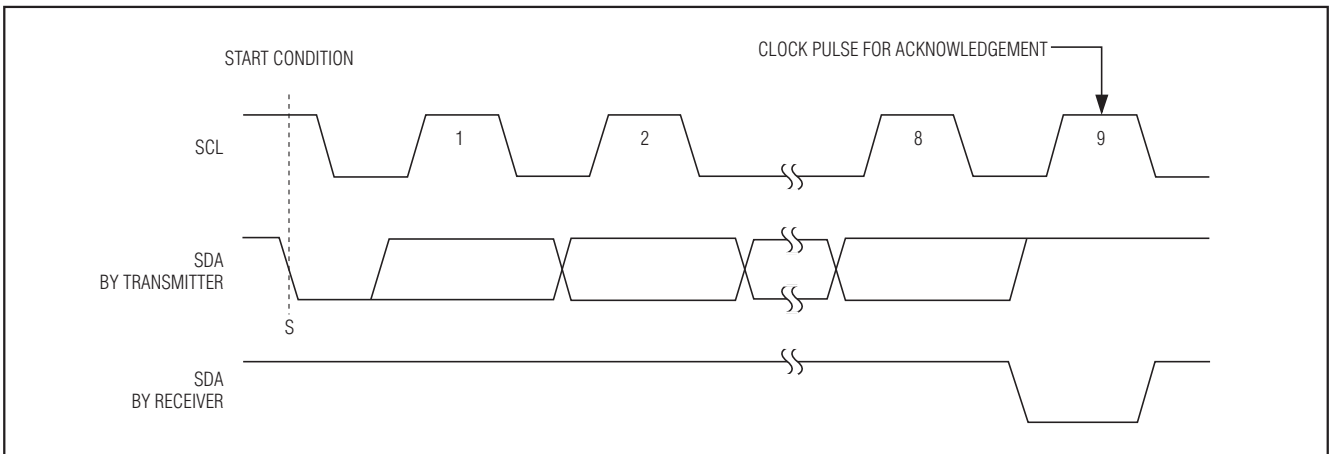 START CONDITION
CLOCK PULSE FOR ACKNOWLEDGEMENT
SCL
1
2
8
9
SDA
BY TRANSMITTER
S
SDA
BY RECEIVER